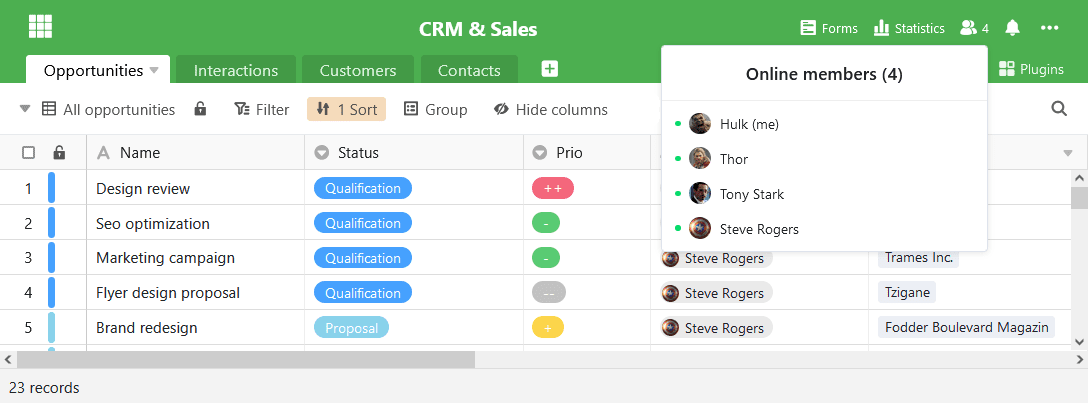 CRM & Sales
Forms Statistics 4
Opportunities Interactions Customers Contacts Plugins
Online members (4)
All opportunities Filter 1 Sort Group Hide columns
Hulk (me)
Thor
Tony Stark
Steve Rogers
Name Status Prio
1 Design review Qualification ++
2 Seo optimization Qualification -
3 Marketing campaign Qualification - Steve Rogers Trames Inc.
4 Flyer design proposal Qualification -- Steve Rogers Tzigane
5 Brand redesign Proposal + Steve Rogers Fodder Boulevard Magazin
23 records